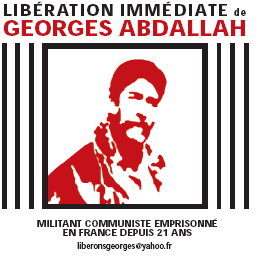 LIBÉRATION IMMÉDIATE de
GEORGES ABDALLAH
MILITANT COMMUNISTE EMPRISONNÉ
EN FRANCE DEPUIS 21 ANS
liberonsgeorges@yahoo.fr